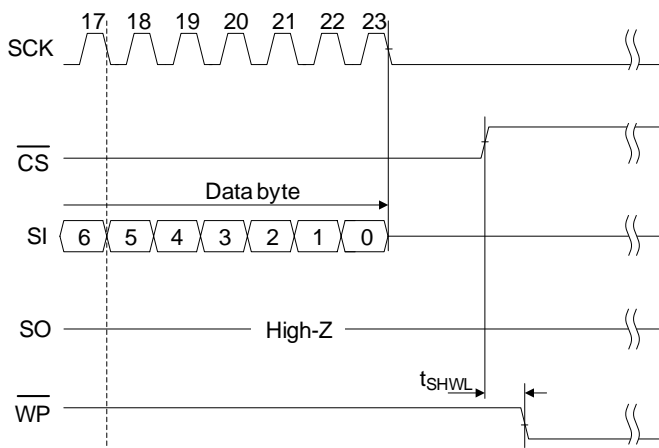 17 18 19 20 21 22 23
SCK
CS
Data byte
SI 6 5 4 3 2 1 0
SO High-Z
tSHWL
WP